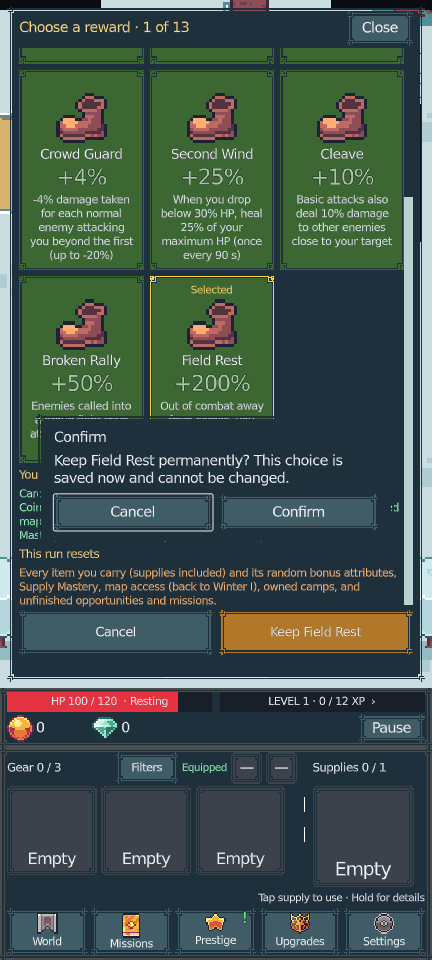 Choose a reward · 1 of 13
Close
Crowd Guard
+4%
-4% damage taken
for each normal
enemy attacking
you beyond the first
(up to -20%)
Second Wind
+25%
When you drop
below 30% HP, heal
25% of your
maximum HP (once
every 90 s)
Cleave
+10%
Basic attacks also
deal 10% damage
to other enemies
close to your target
Broken Rally
+50%
Enemies called into
Selected
Field Rest
+200%
Out of combat away
Confirm
Keep Field Rest permanently? This choice is
saved now and cannot be changed.
Cancel
Confirm
You
This run resets
Every item you carry (supplies included) and its random bonus attributes,
Supply Mastery, map access (back to Winter I), owned camps, and
unfinished opportunities and missions.
Cancel
Keep Field Rest
HP 100 / 120 · Resting
LEVEL 1 · 0 / 12 XP ›
0
0
Pause
Gear 0 / 3
Filters
Equipped
—
—
Supplies 0 / 1
Empty
Empty
Empty
Empty
Tap supply to use · Hold for details
World
Missions
Prestige
!
Upgrades
Settings